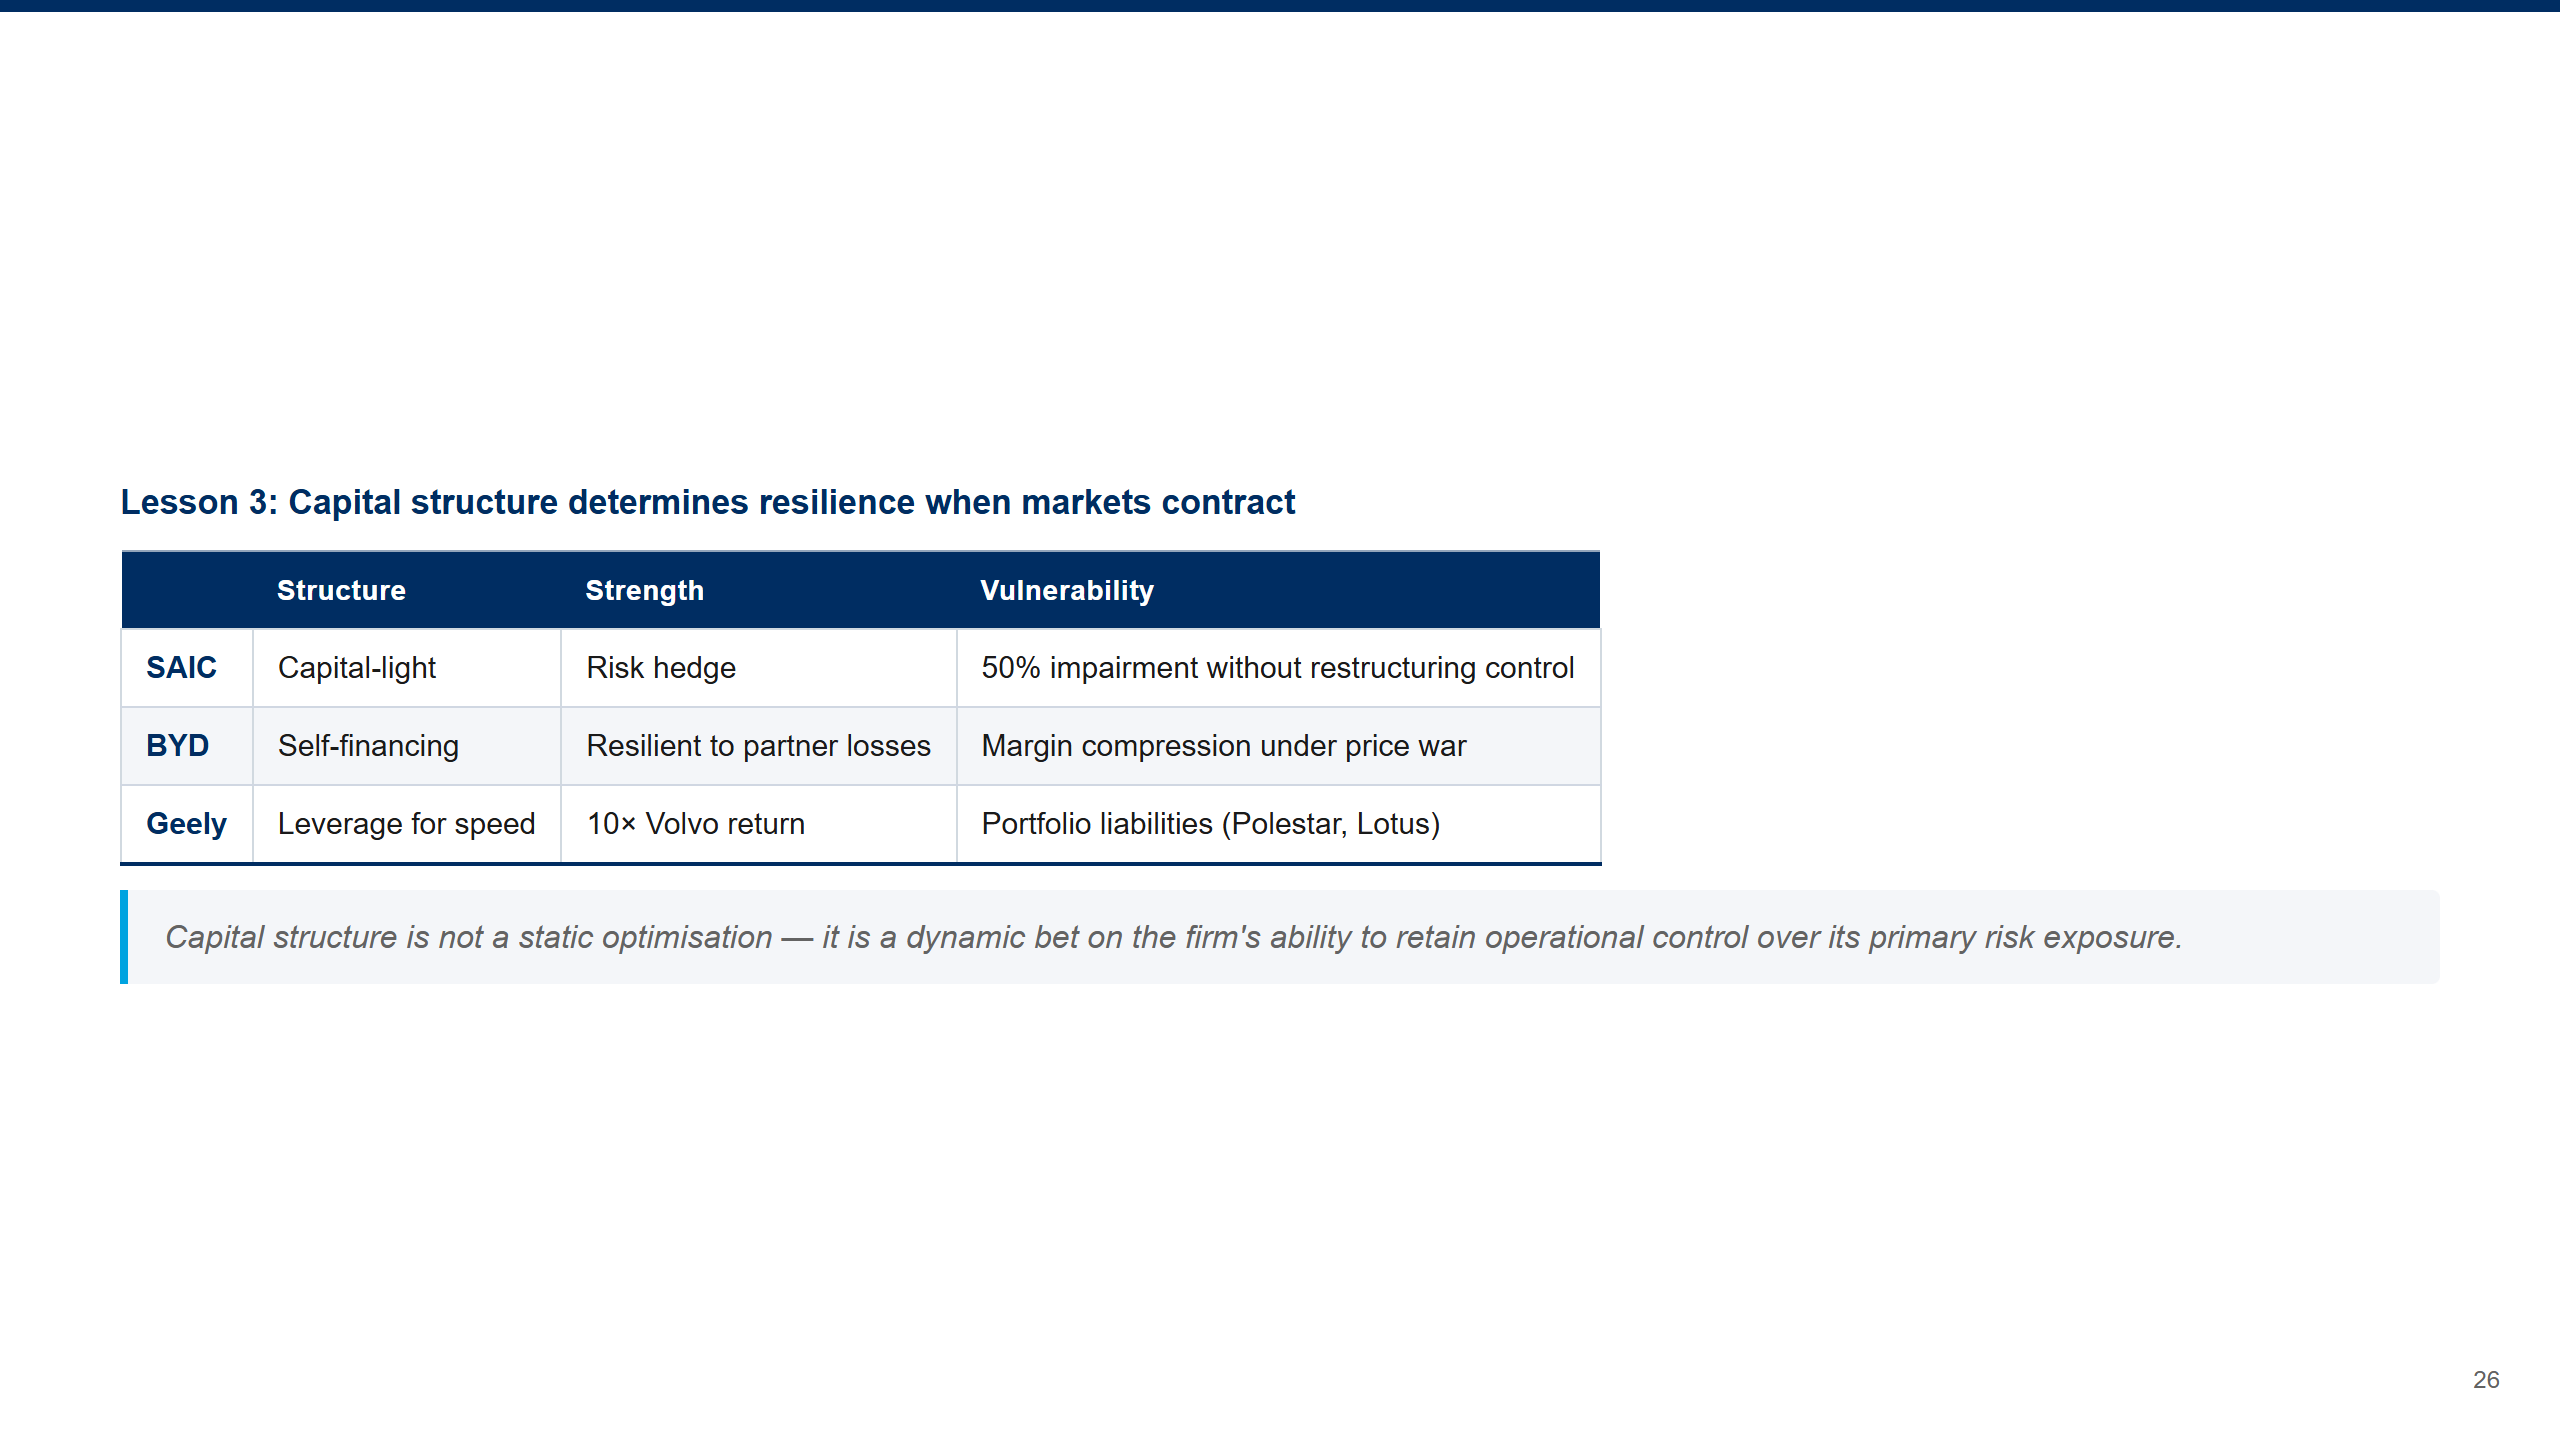 Lesson 3: Capital structure determines resilience when markets contract
Structure Strength Vulnerability
SAIC Capital-light Risk hedge 50% impairment without restructuring control
BYD Self-financing Resilient to partner losses Margin compression under price war
Geely Leverage for speed 10× Volvo return Portfolio liabilities (Polestar, Lotus)
Capital structure is not a static optimisation — it is a dynamic bet on the firm's ability to retain operational control over its primary risk exposure.
26